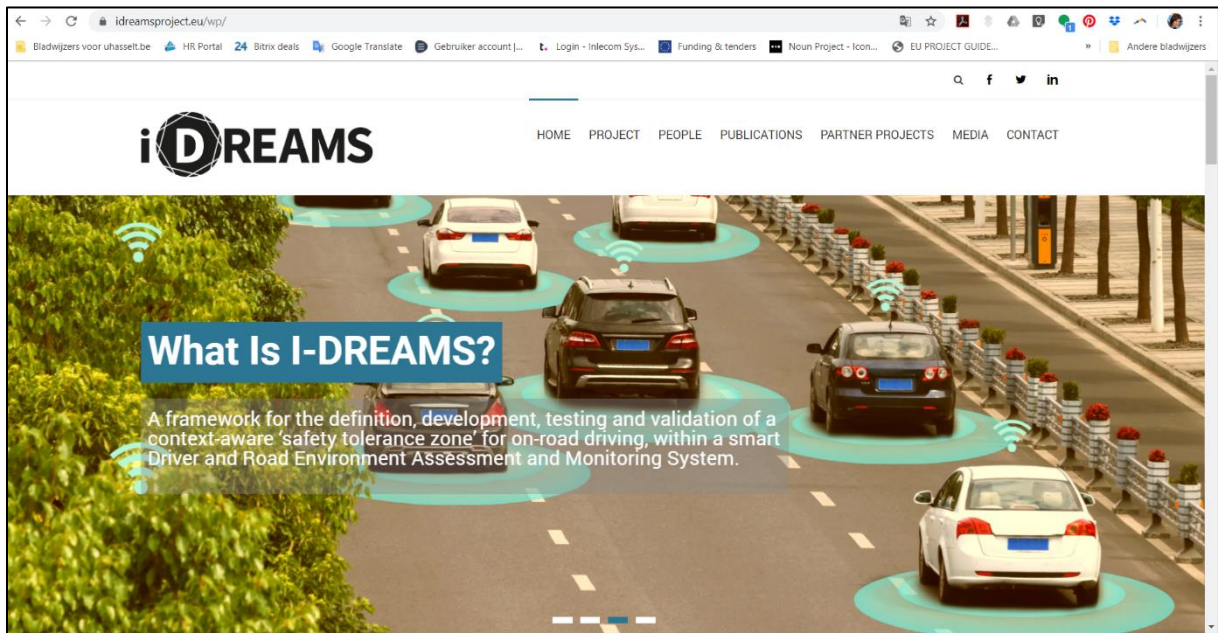 idreamsproject.eu/wp/
Bladwijzers voor uhasselt.be HR Portal 24 Bitrix deals Google Translate Gebruiker account |... t. Login - Inlecom Sys... Funding & tenders Noun Project - Icon... EU PROJECT GUIDE... » Andere bladwijzers
f in
iDREAMS
HOME PROJECT PEOPLE PUBLICATIONS PARTNER PROJECTS MEDIA CONTACT
What Is I-DREAMS?
A framework for the definition, development, testing and validation of a
context-aware ‘safety tolerance zone’ for on-road driving, within a smart
Driver and Road Environment Assessment and Monitoring System.